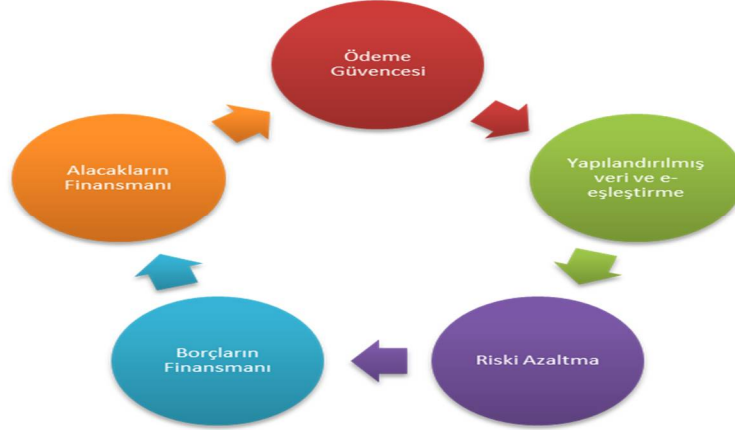 Ödeme
Güvencesi
Yapılandırılmış
veri ve e-
eşleştirme
Riski Azaltma
Borçların
Finansmanı
Alacakların
Finansmanı